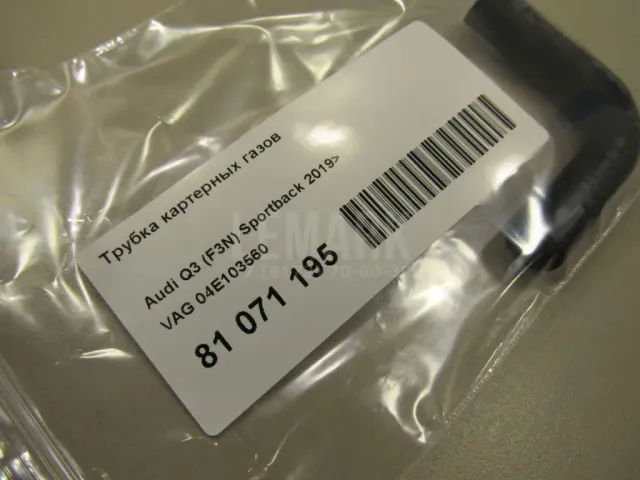 Трубка картерных газов
Audi Q3 (F3N) Sportback 2019>
VAG 04E103560
81 071 195